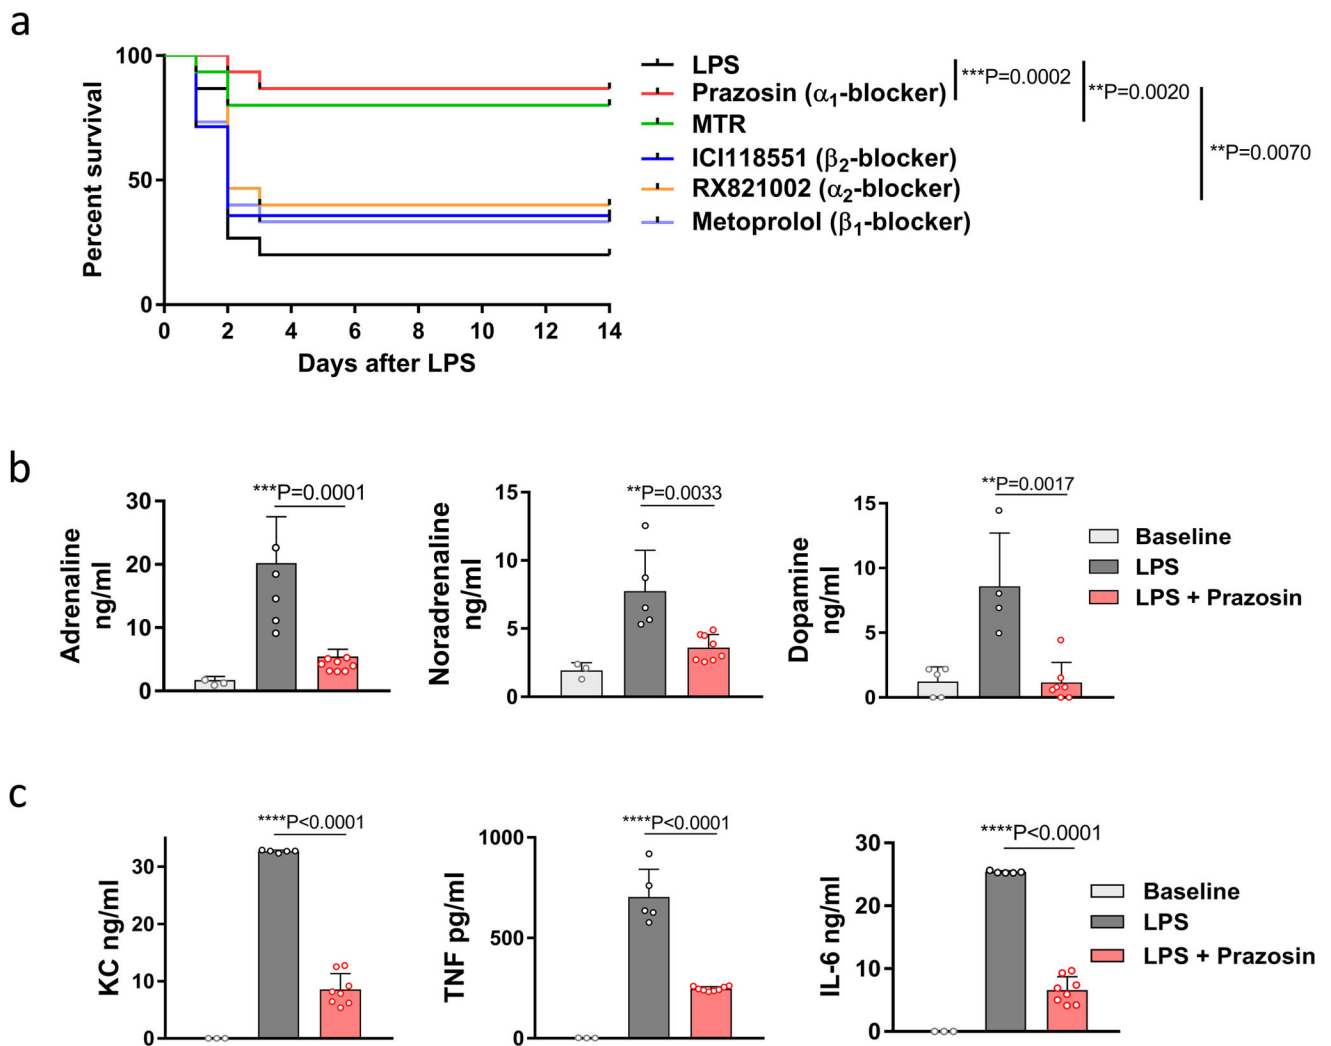 a
100
50
0
Percent survival
0 2 4 6 8 10 12 14
Days after LPS
LPS
Prazosin (α₁-blocker)
MTR
ICI118551 (β₂-blocker)
RX821002 (α₂-blocker)
Metoprolol (β₁-blocker)
***P=0.0002
**P=0.0020
**P=0.0070
b
Adrenaline
ng/ml
30
20
10
0
***P=0.0001
Noradrenaline
ng/ml
15
10
5
0
**P=0.0033
Dopamine
ng/ml
15
10
5
0
**P=0.0017
Baseline
LPS
LPS + Prazosin
c
KC ng/ml
30
20
10
0
****P<0.0001
TNF pg/ml
1000
500
0
****P<0.0001
IL-6 ng/ml
30
20
10
0
****P<0.0001
Baseline
LPS
LPS + Prazosin